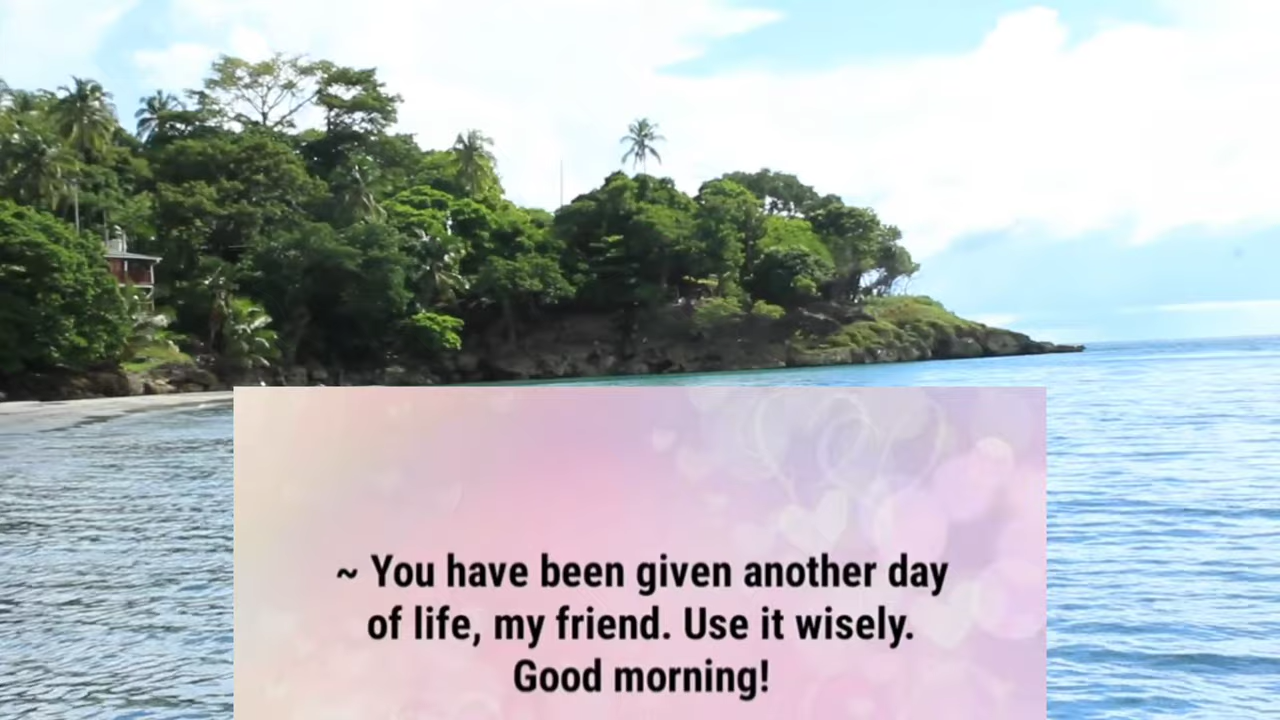 ~ You have been given another day
of life, my friend. Use it wisely.
Good morning!